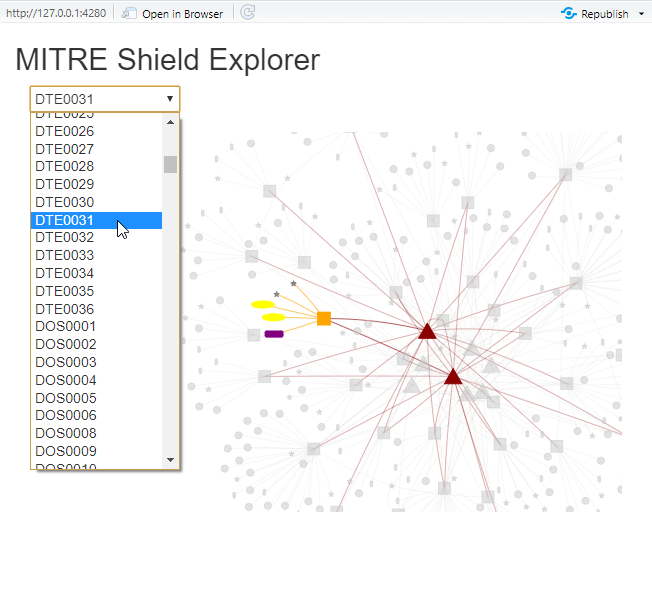 http://127.0.0.1:4280 Open in Browser Republish
MITRE Shield Explorer
DTE0031
DTE0025
DTE0026
DTE0027
DTE0028
DTE0029
DTE0030
DTE0031
DTE0032
DTE0033
DTE0034
DTE0035
DTE0036
DOS0001
DOS0002
DOS0003
DOS0004
DOS0005
DOS0006
DOS0008
DOS0009
DOS0010